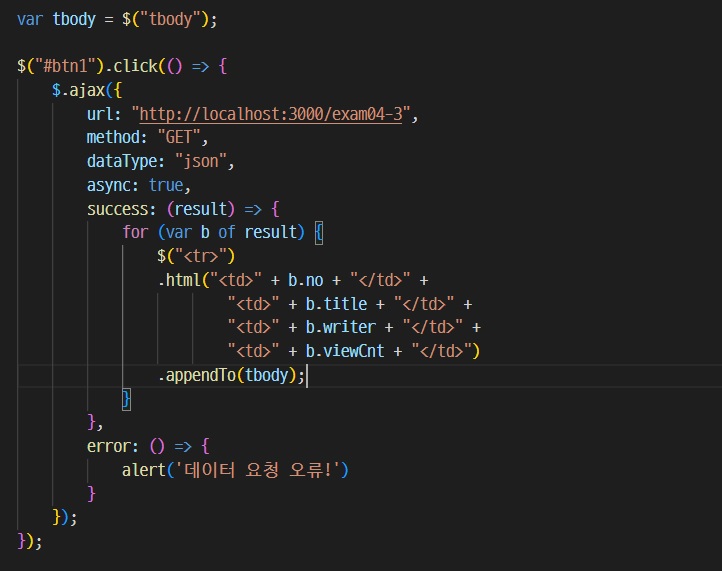 var tbody = $("tbody");
$("#btn1").click(() => {
$.ajax({
url: "http://localhost:3000/exam04-3",
method: "GET",
dataType: "json",
async: true,
success: (result) => {
for (var b of result) {
$("<tr>")
.html("<td>" + b.no + "</td>" +
"<td>" + b.title + "</td>" +
"<td>" + b.writer + "</td>" +
"<td>" + b.viewCnt + "</td>")
.appendTo(tbody);
}
},
error: () => {
alert('데이터 요청 오류!')
}
});
});